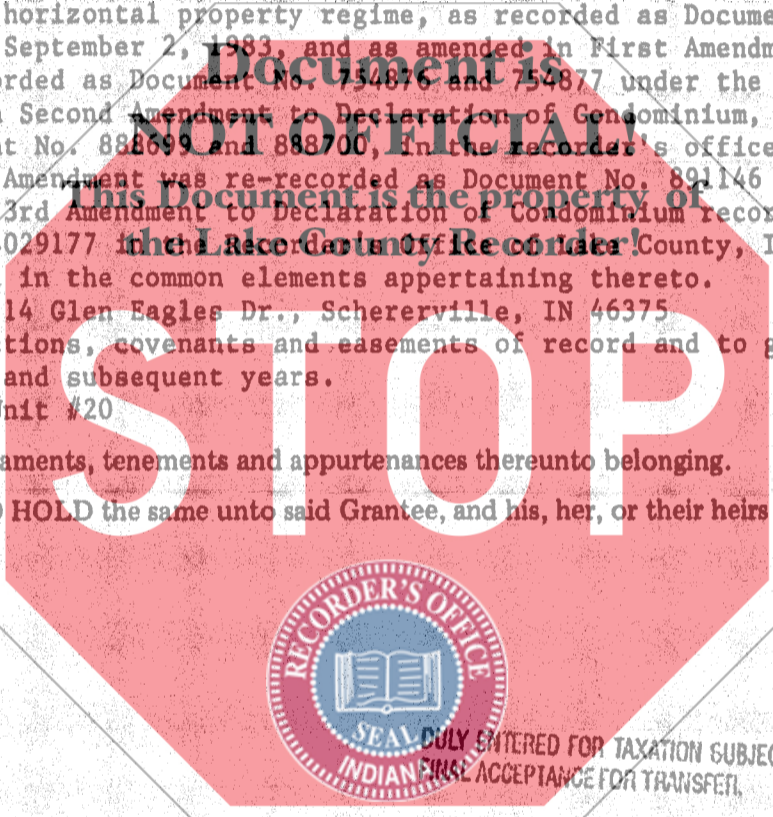 horizontal property regime, as recorded as Docume
September 2, 1983, and as amended in First Amendm
Document is
orded as Document No. 754876 and 754877 under the
Second Amendment to Declaration of Condominium,
NOT OFFICIAL!
t No. 888699 and 888700, in the recorder's office
Amendment was re-recorded as Document No. 891146
This Document is the property of
3rd Amendment to Declaration of Condominium recor
029177 in the Recorder's Office of Lake County, I
the Lake County Recorder!
in the common elements appertaining thereto.
14 Glen Eagles Dr., Schererville, IN 46375
tions, covenants and easements of record and to g
and subsequent years.
Unit #20
STOP
aments, tenements and appurtenances thereunto belonging.
O HOLD the same unto said Grantee, and his, her, or their heirs
RECORDER'S OFFICE
SEAL
INDIANA
DULY ENTERED FOR TAXATION SUBJEC
FINAL ACCEPTANCE FOR TRANSFER.